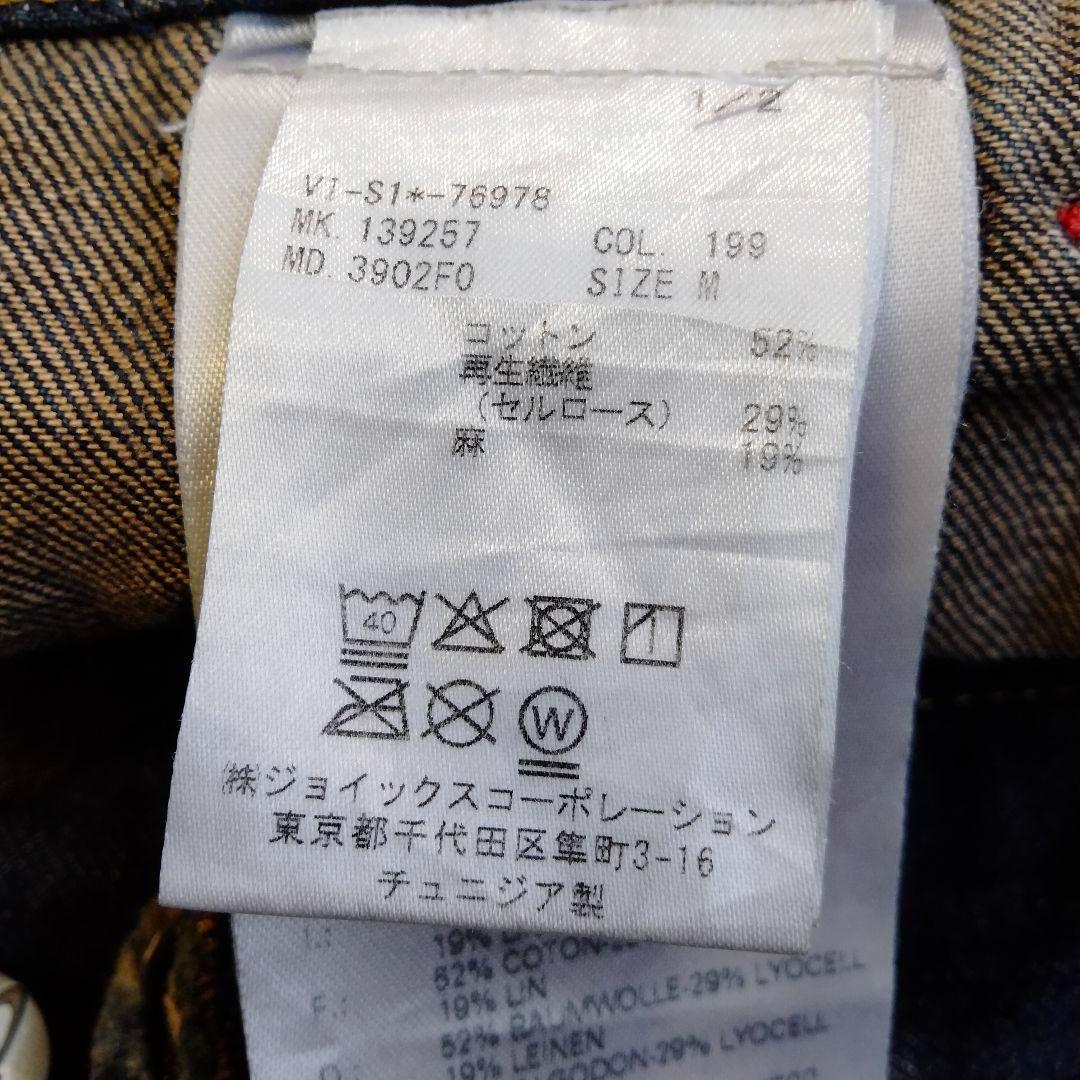 1/2
V1-S1*-76978
MK. 139257 COL. 199
MD. 3902F0 SIZE M
コットン 52%
再生繊維
(セルロース) 29%
麻 19%
40
W
(株)ジョイックスコーポレーション
東京都千代田区隼町3-16
チュニジア製
19%
52% COTON-
F.: 19% LIN
52% BAUMWOLLE-29% LYOCELL
19% LEINEN
-29% LYOCELL